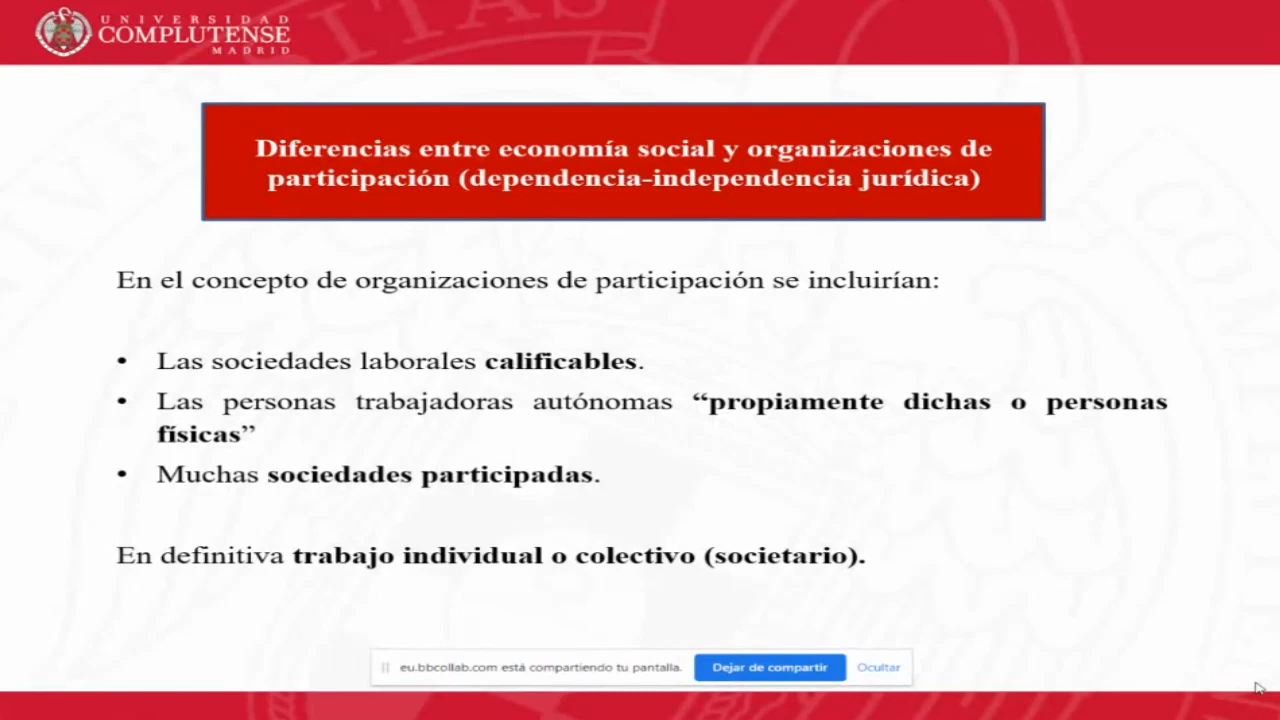 UNIVERSIDAD
COMPLUTENSE
MADRID
Diferencias entre economía social y organizaciones de
participación (dependencia-independencia jurídica)
En el concepto de organizaciones de participación se incluirían:
• Las sociedades laborales calificables.
• Las personas trabajadoras autónomas “propiamente dichas o personas
físicas”
• Muchas sociedades participadas.
En definitiva trabajo individual o colectivo (societario).
eu.bbcollab.com está compartiendo tu pantalla.
Dejar de compartir
Ocultar